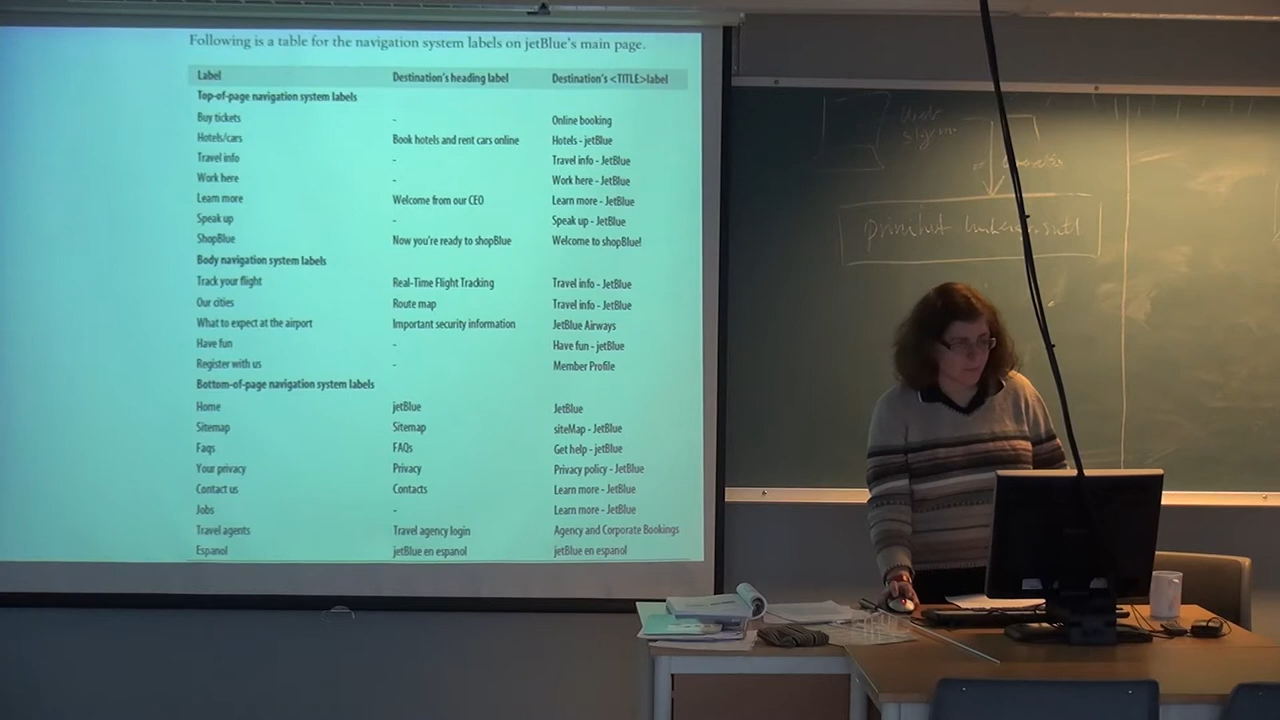 Following is a table for the navigation system labels on jetBlue's main page.
Label Destination's heading label Destination's <TITLE>label
Top-of-page navigation system labels
Buy tickets - Online booking
Hotels/cars Book hotels and rent cars online Hotels - jetBlue
Travel info - Travel info - JetBlue
Work here - Work here - JetBlue
Learn more Welcome from our CEO Learn more - JetBlue
Speak up - Speak up - JetBlue
ShopBlue Now you're ready to shopBlue Welcome to shopBlue!
Body navigation system labels
Track your flight Real-Time Flight Tracking Travel info - JetBlue
Our cities Route map Travel info - JetBlue
What to expect at the airport Important security information JetBlue Airways
Have fun - Have fun - jetBlue
Register with us - Member Profile
Bottom-of-page navigation system labels
Home jetBlue JetBlue
Sitemap Sitemap siteMap - JetBlue
Faqs FAQs Get help - jetBlue
Your privacy Privacy Privacy policy - JetBlue
Contact us Contacts Learn more - JetBlue
Jobs - Learn more - JetBlue
Travel agents Travel agency login Agency and Corporate Bookings
Espanol jetBlue en espanol jetBlue en espanol